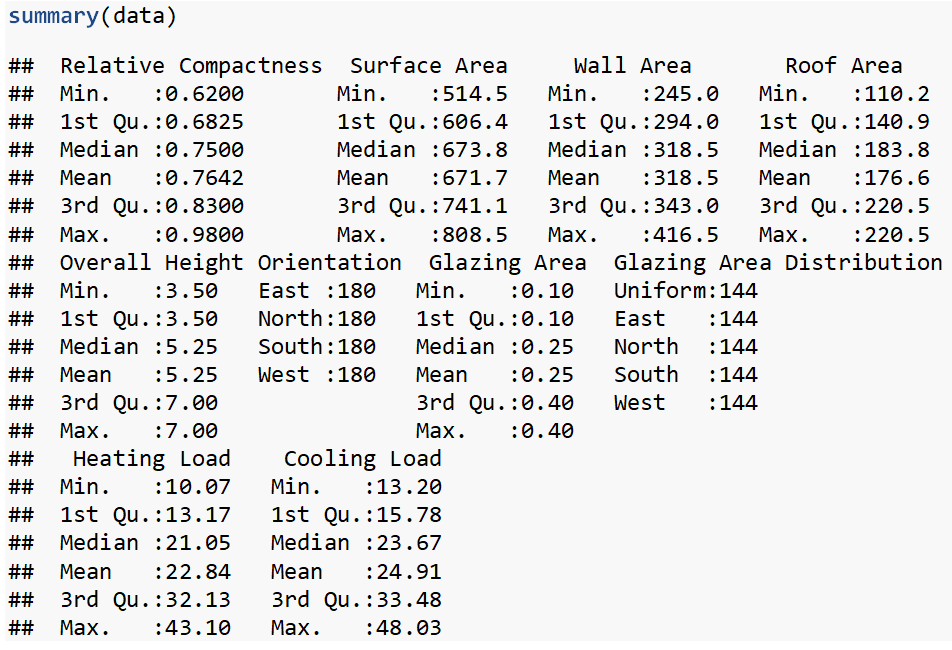 summary(data)
##  Relative Compactness  Surface Area     Wall Area       Roof Area
##  Min.   :0.6200       Min.   :514.5   Min.   :245.0   Min.   :110.2
##  1st Qu.:0.6825       1st Qu.:606.4   1st Qu.:294.0   1st Qu.:140.9
##  Median :0.7500       Median :673.8   Median :318.5   Median :183.8
##  Mean   :0.7642       Mean   :671.7   Mean   :318.5   Mean   :176.6
##  3rd Qu.:0.8300       3rd Qu.:741.1   3rd Qu.:343.0   3rd Qu.:220.5
##  Max.   :0.9800       Max.   :808.5   Max.   :416.5   Max.   :220.5
##  Overall Height Orientation  Glazing Area  Glazing Area Distribution
##  Min.   :3.50   East :180   Min.   :0.10   Uniform:144
##  1st Qu.:3.50   North:180   1st Qu.:0.10   East   :144
##  Median :5.25   South:180   Median :0.25   North  :144
##  Mean   :5.25   West :180   Mean   :0.25   South  :144
##  3rd Qu.:7.00               3rd Qu.:0.40   West   :144
##  Max.   :7.00               Max.   :0.40
##   Heating Load    Cooling Load
##  Min.   :10.07   Min.   :13.20
##  1st Qu.:13.17   1st Qu.:15.78
##  Median :21.05   Median :23.67
##  Mean   :22.84   Mean   :24.91
##  3rd Qu.:32.13   3rd Qu.:33.48
##  Max.   :43.10   Max.   :48.03